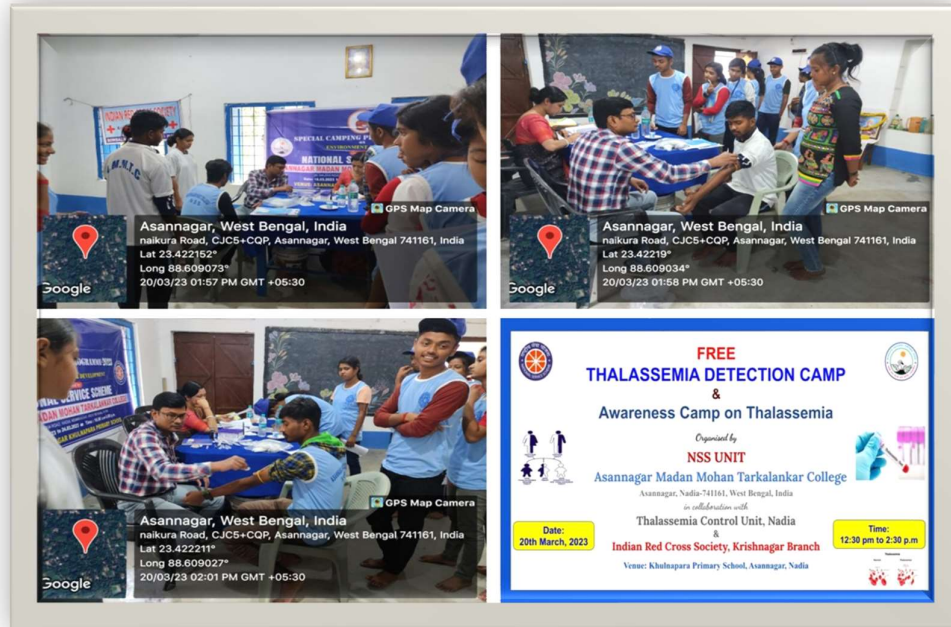 INDIAN RED CROSS SOCIETY
M.N.T.C
SPECIAL CAMPING
ENVIRONMENT
NATIONAL
GPS Map Camera
Asannagar, West Bengal, India
naikura Road, CJC5+CQP, Asannagar, West Bengal 741161, India
Lat 23.422152°
Long 88.609073°
20/03/23 01:57 PM GMT +05:30
Google
GPS Map Camera
Asannagar, West Bengal, India
naikura Road, CJC5+CQP, Asannagar, West Bengal 741161, India
Lat 23.42219°
Long 88.609034°
20/03/23 01:58 PM GMT +05:30
Google
SERVICE SCHEME
MADAN MOHAN TARKALANKAR COLLEGE
KHULNAPARA PRIMARY SCHOOL
GPS Map Camera
Asannagar, West Bengal, India
naikura Road, CJC5+CQP, Asannagar, West Bengal 741161, India
Lat 23.422211°
Long 88.609027°
20/03/23 02:01 PM GMT +05:30
Google
FREE
THALASSEMIA DETECTION CAMP
&
Awareness Camp on Thalassemia
Organised by
NSS UNIT
Asannagar Madan Mohan Tarkalankar College
Asannagar, Nadia-741161, West Bengal, India
in collaboration with
Thalassemia Control Unit, Nadia
&
Indian Red Cross Society, Krishnagar Branch
Venue: Khulnapara Primary School, Asannagar, Nadia
Date:
20th March, 2023
Time:
12:30 pm to 2:30 p.m